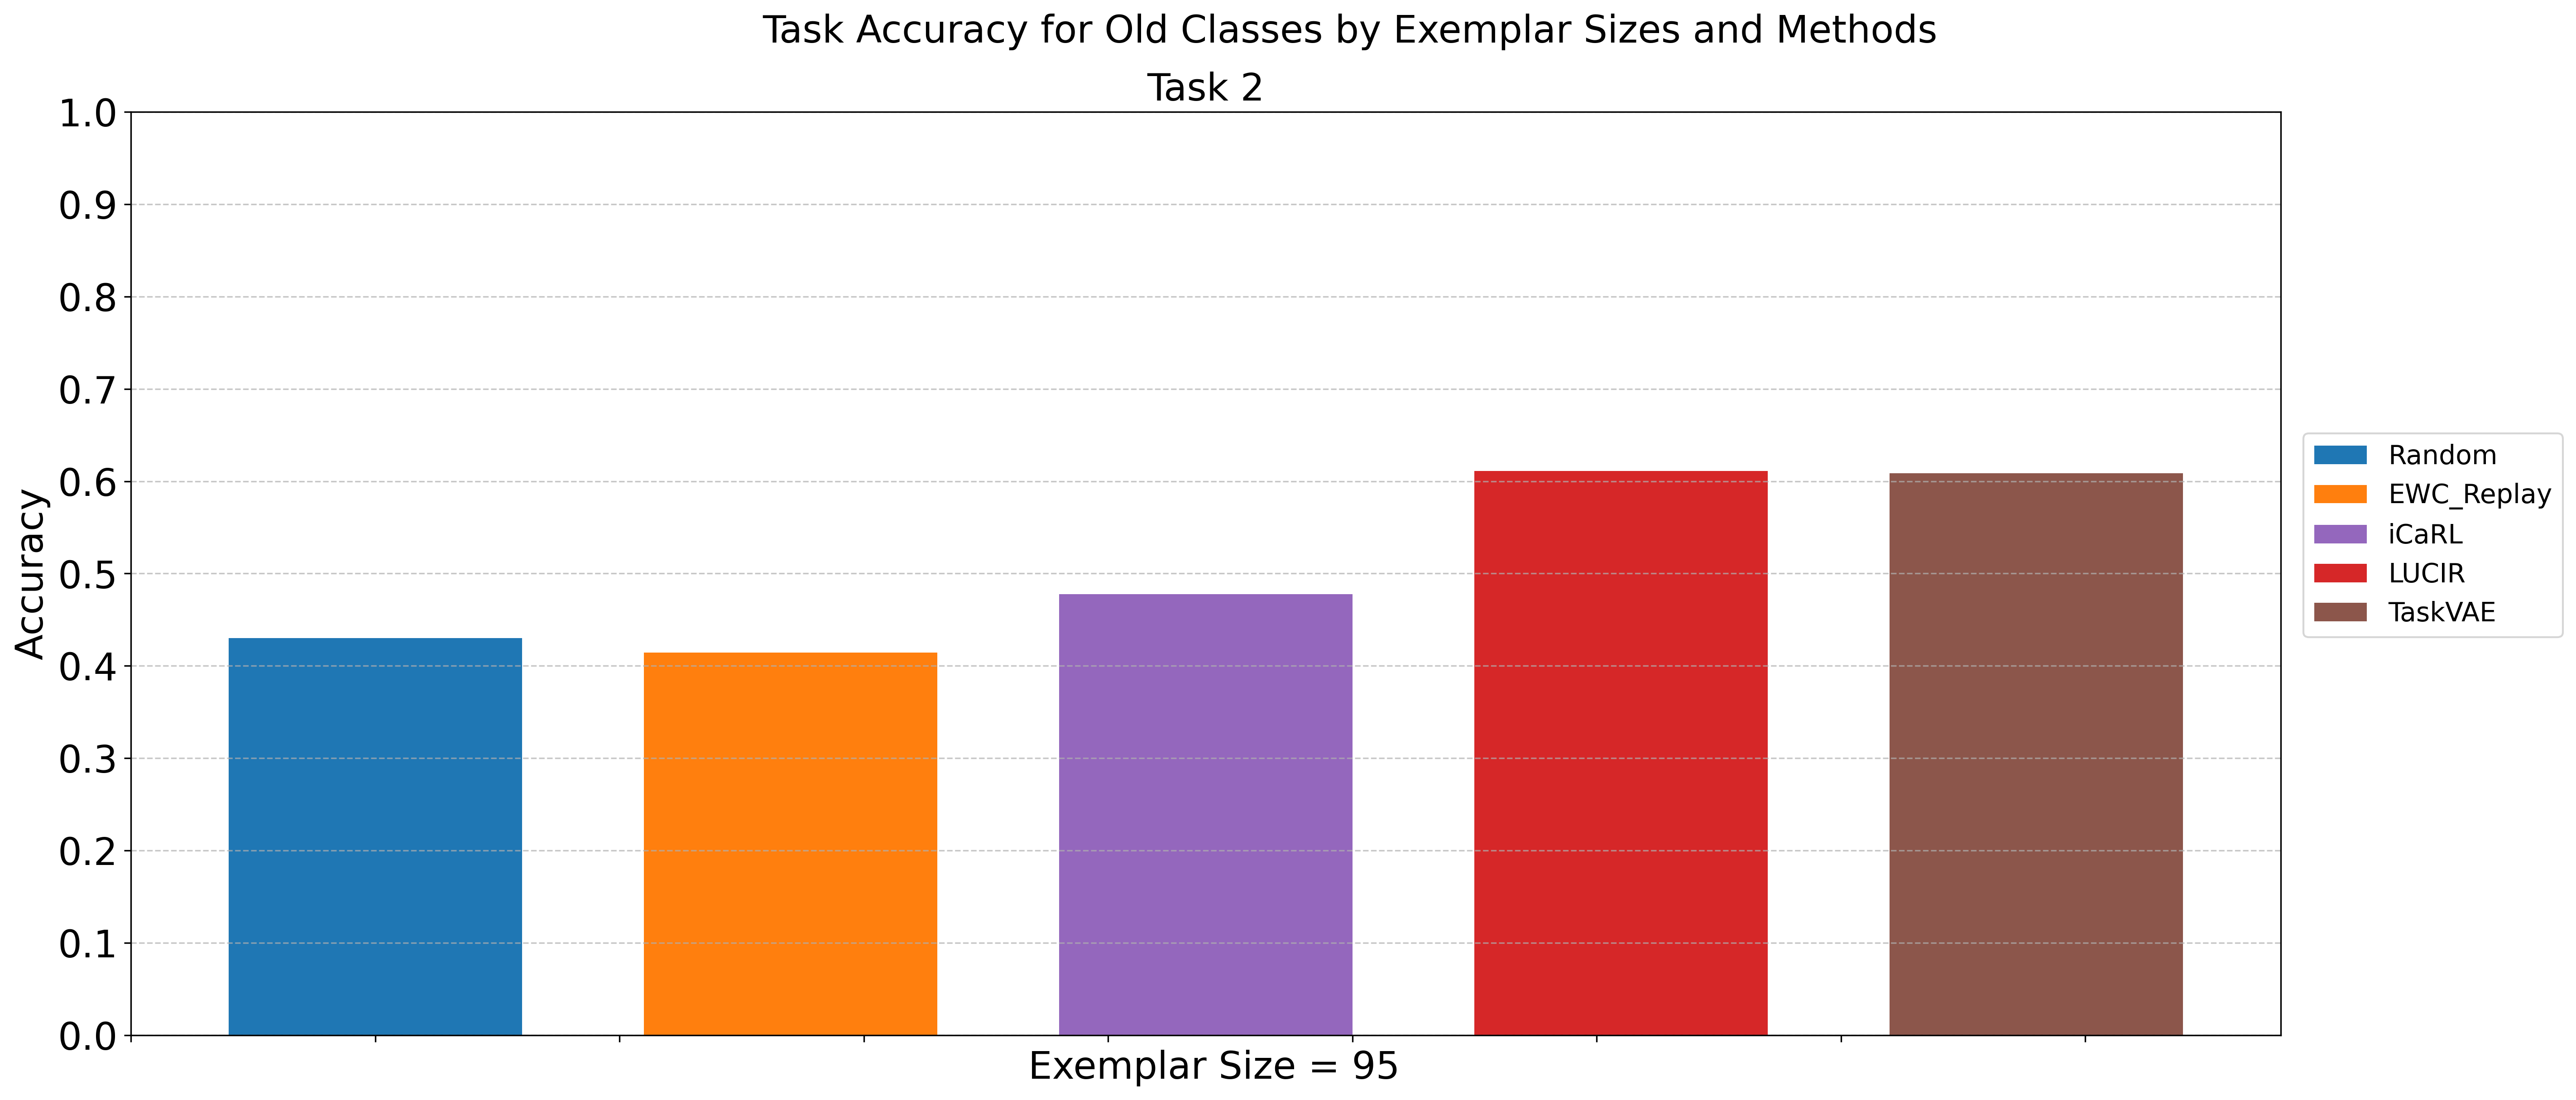 Task Accuracy for Old Classes by Exemplar Sizes and Methods
Task 2
1.0
0.9
0.8
0.7
0.6
0.5
0.4
0.3
0.2
0.1
0.0
Accuracy
Exemplar Size = 95
Random
EWC_Replay
iCaRL
LUCIR
TaskVAE